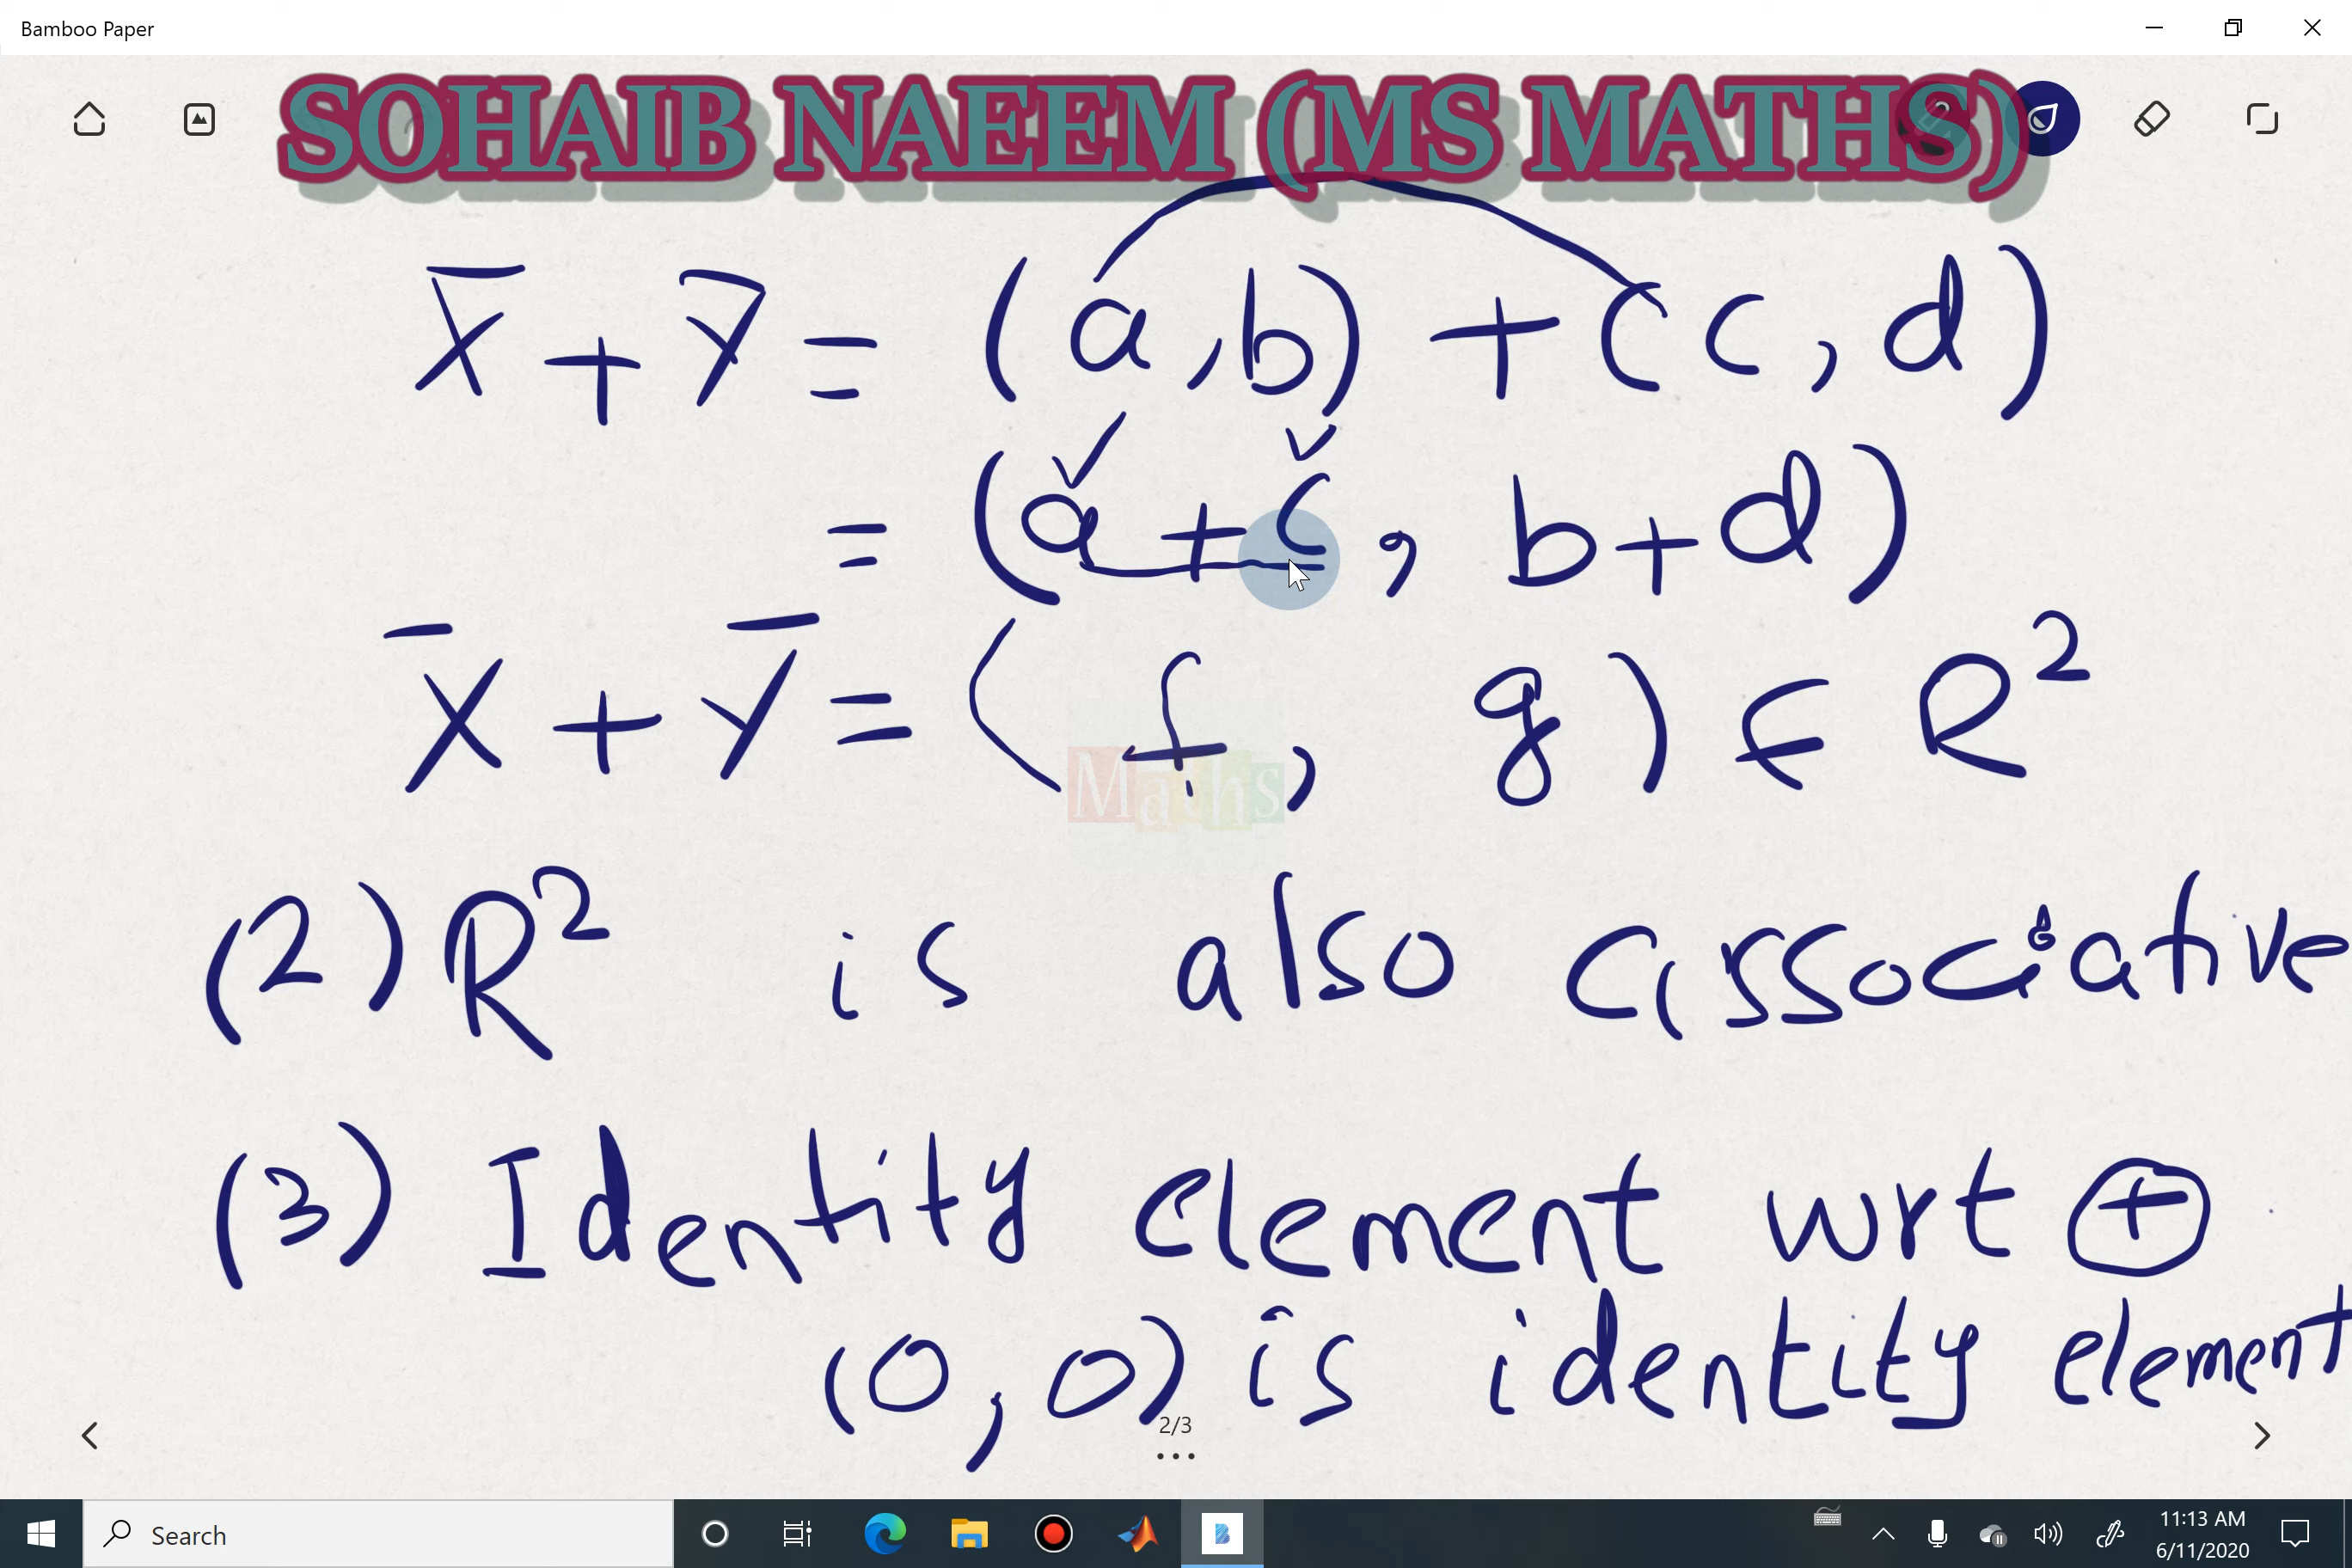 Bamboo Paper
SOHAIB NAEEM (MS MATHS)
X̅ + Y̅ = (a, b) + (c, d)
= (a + c, b + d)
X̅ + Y̅ = (f, g) ∈ R²
Maths
(2) R² is also associative
(3) Identity element wrt ⊕
(0, 0) is identity element
2/3
Search
11:13 AM
6/11/2020